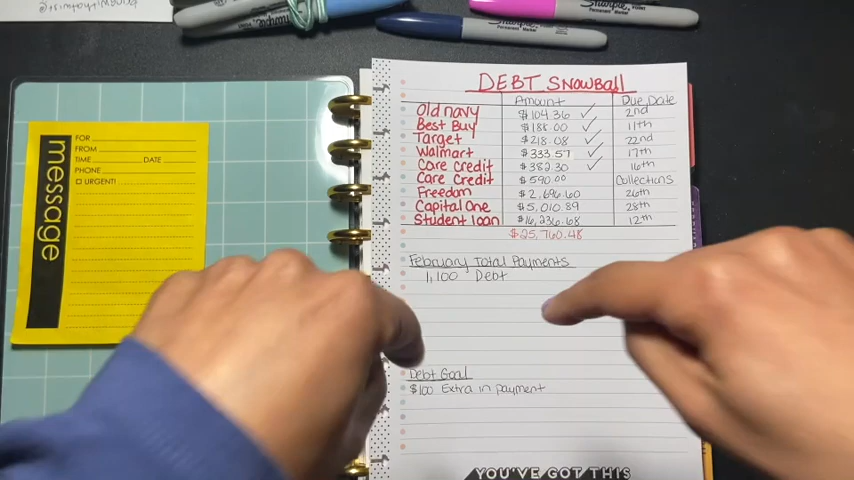 Sharpie
Sharpie
PERMANENT MARKER
DEBT SNOWBALL
Amount Due Date
Old navy $104.36 ✓ 2nd
Best Buy $188.00 ✓ 11th
Target $218.08 ✓ 22nd
Walmart $333.57 ✓ 17th
Care Credit $382.30 ✓ 16th
Care Credit $590.00 Collections
Freedom $2,696.60 26th
Capital One $5,010.89 28th
Student loan $16,236.68 12th
$25,760.48
February Total Payments
1,100 Debt
Debt Goal
$100 Extra in payment
YOU'VE GOT THIS
message
FOR
FROM
TIME DATE
PHONE
URGENT!